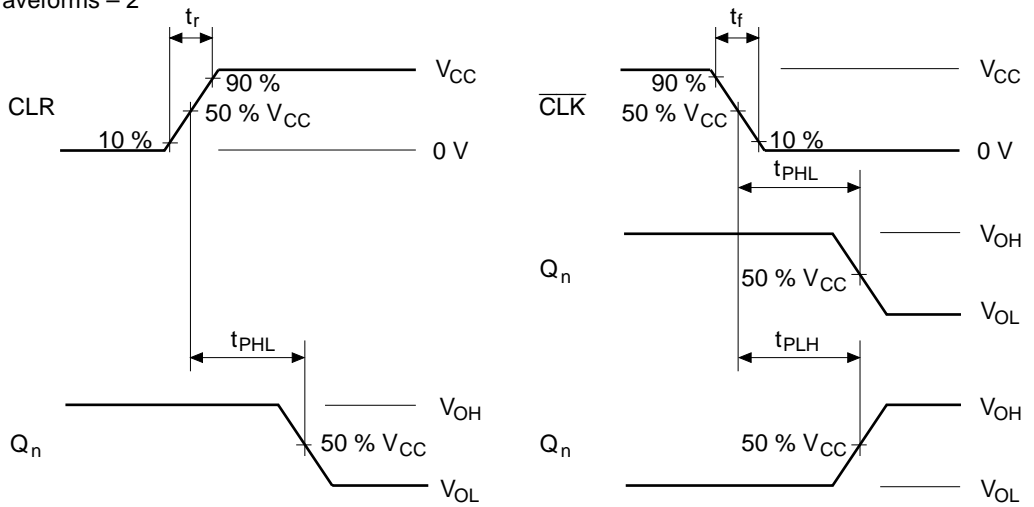 aveforms – 2
tr
VCC
90 %
CLR
50 % VCC
10 %
0 V
tPHL
VOH
Qn
50 % VCC
VOL
tf
VCC
90 %
CLK
50 % VCC
10 %
0 V
tPHL
VOH
Qn
50 % VCC
VOL
tPLH
VOH
Qn
50 % VCC
VOL